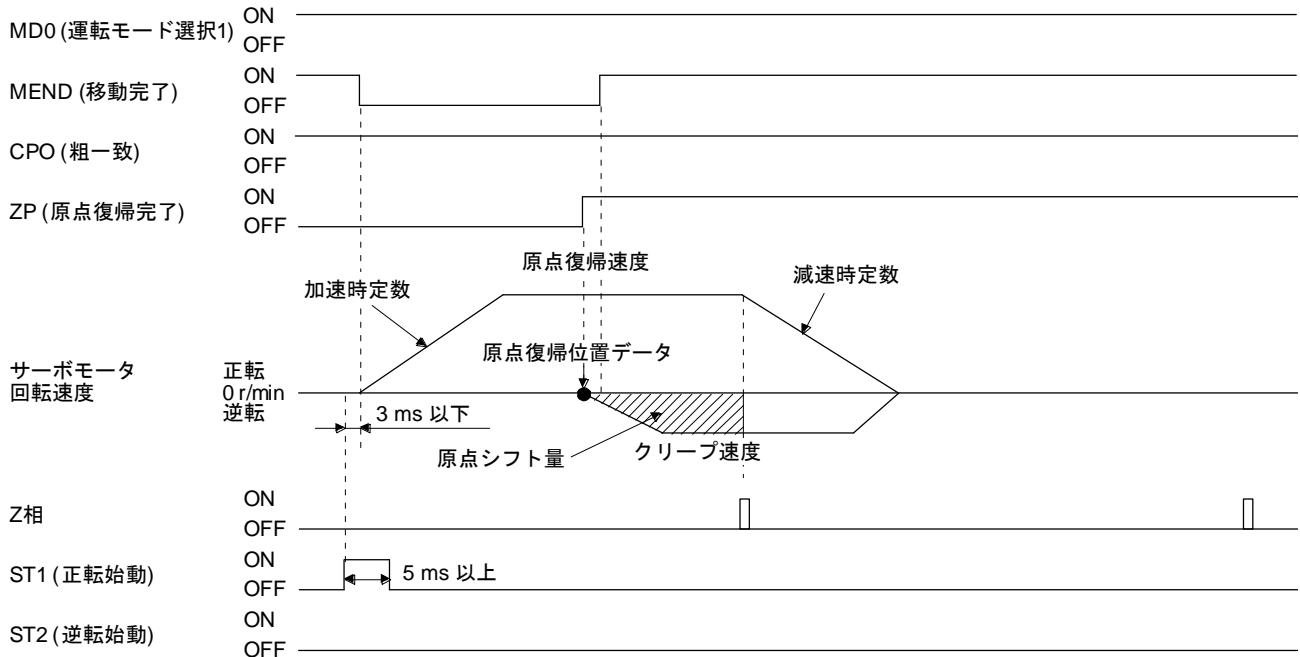 MD0 (運転モード選択1)
ON
OFF
MEND (移動完了)
ON
OFF
CPO (粗一致)
ON
OFF
ZP (原点復帰完了)
ON
OFF
原点復帰速度
加速時定数
減速時定数
原点復帰位置データ
サーボモータ
回転速度
正転
0 r/min
逆転
3 ms 以下
原点シフト量
クリープ速度
Z相
ON
OFF
ST1 (正転始動)
ON
OFF
5 ms 以上
ST2 (逆転始動)
ON
OFF